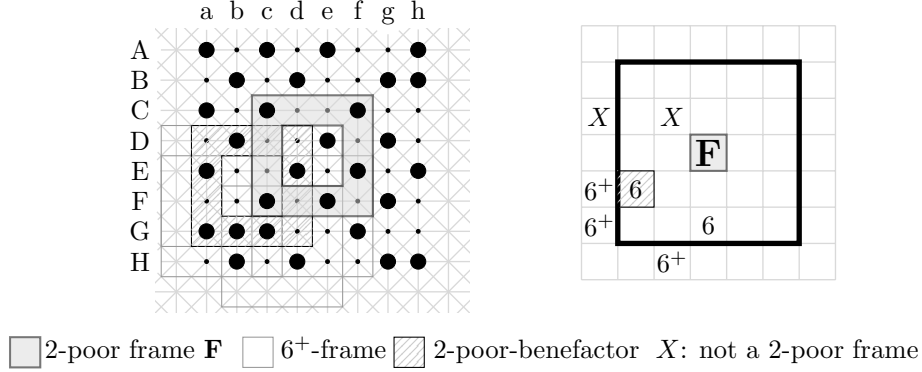 a b c d e f g h
A
B
C X X
D F
E 6+ 6
F
G 6+ 6
H 6+
2-poor frame F 6+-frame 2-poor-benefactor X: not a 2-poor frame